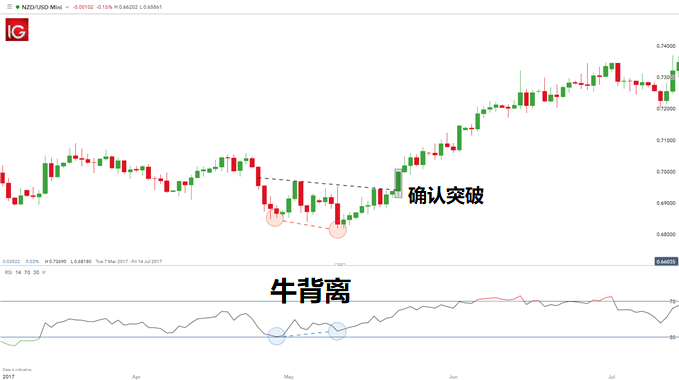 NZD/USD Mini -0.00102 -0.15% H 0.66202 L 0.65861
IG
0.74000
0.73000
0.72000
0.71000
0.70000
0.69000
0.68000
确认突破
0.66035
0.02022 3.03% H 0.73690 L 0.68180 Tue 7 Mar 2017 - Fri 14 Jul 2017
RSI 14 70 30
牛背离
70
30
Data is indicative
2017 Apr May Jun Jul